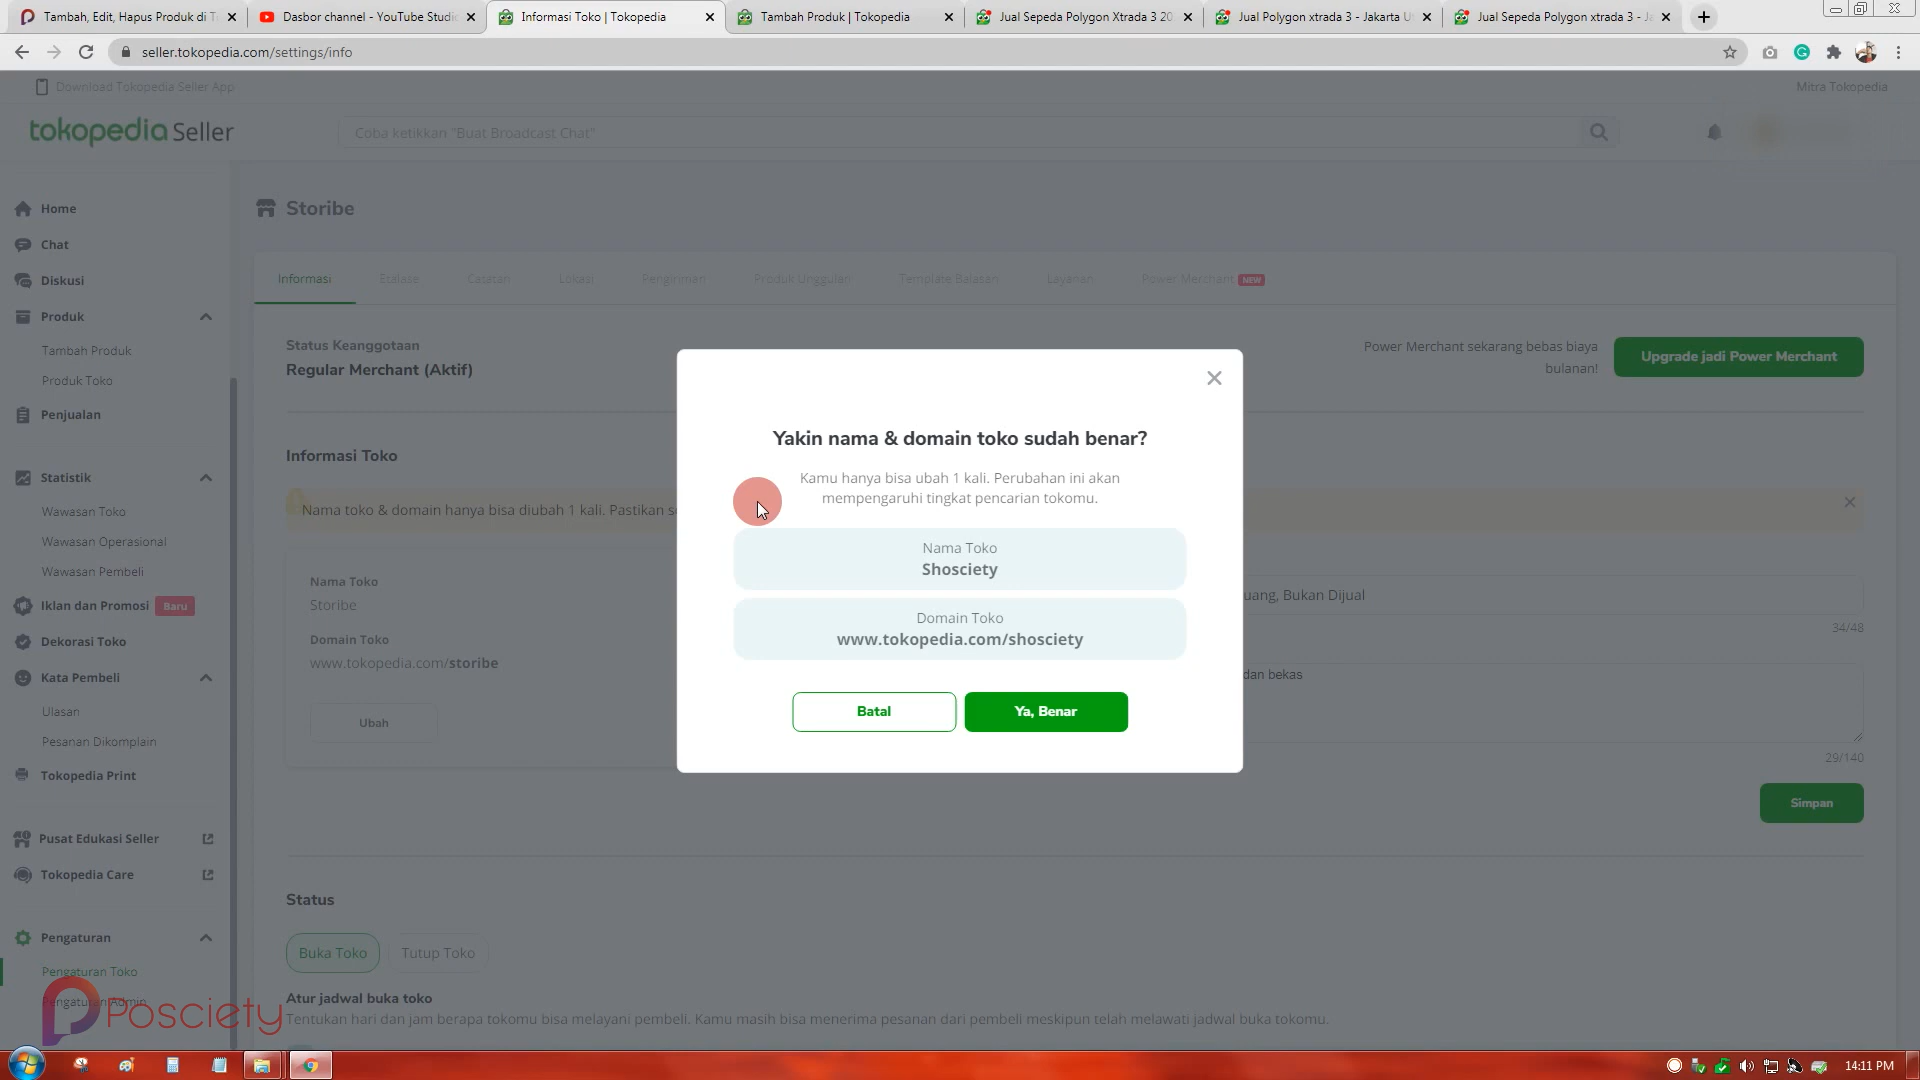 Tambah, Edit, Hapus Produk di T
Dasbor channel - YouTube Studi
Informasi Toko | Tokopedia
Tambah Produk | Tokopedia
Jual Sepeda Polygon Xtrada 3 20
Jual Polygon xtrada 3 - Jakarta U
Jual Sepeda Polygon xtrada 3 - J
seller.tokopedia.com/settings/info
Download Tokopedia Seller App
Mitra Tokopedia
tokopedia Seller
Coba ketikkan "Buat Broadcast Chat"
Home
Chat
Diskusi
Produk
Tambah Produk
Produk Toko
Penjualan
Statistik
Wawasan Toko
Wawasan Operasional
Wawasan Pembeli
Iklan dan Promosi Baru
Dekorasi Toko
Kata Pembeli
Ulasan
Pesanan Dikomplain
Tokopedia Print
Pusat Edukasi Seller
Tokopedia Care
Pengaturan
Pengaturan Toko
Pengaturan Admin
Posciety
Storibe
Informasi
Etalase
Catatan
Lokasi
Pengiriman
Produk Unggulan
Template Balasan
Layanan
Power Merchant NEW
Status Keanggotaan
Regular Merchant (Aktif)
Power Merchant sekarang bebas biaya
bulanan!
Upgrade jadi Power Merchant
Informasi Toko
Nama toko & domain hanya bisa diubah 1 kali. Pastikan
Nama Toko
Storibe
Domain Toko
www.tokopedia.com/storibe
Ubah
uang, Bukan Dijual
34/48
dan bekas
29/140
Simpan
Yakin nama & domain toko sudah benar?
Kamu hanya bisa ubah 1 kali. Perubahan ini akan
mempengaruhi tingkat pencarian tokomu.
Nama Toko
Shosciety
Domain Toko
www.tokopedia.com/shosciety
Batal
Ya, Benar
Status
Buka Toko
Tutup Toko
Atur jadwal buka toko
Tentukan hari dan jam berapa tokomu bisa melayani pembeli. Kamu masih bisa menerima pesanan dari pembeli meskipun telah melawati jadwal buka tokomu.
14:11 PM